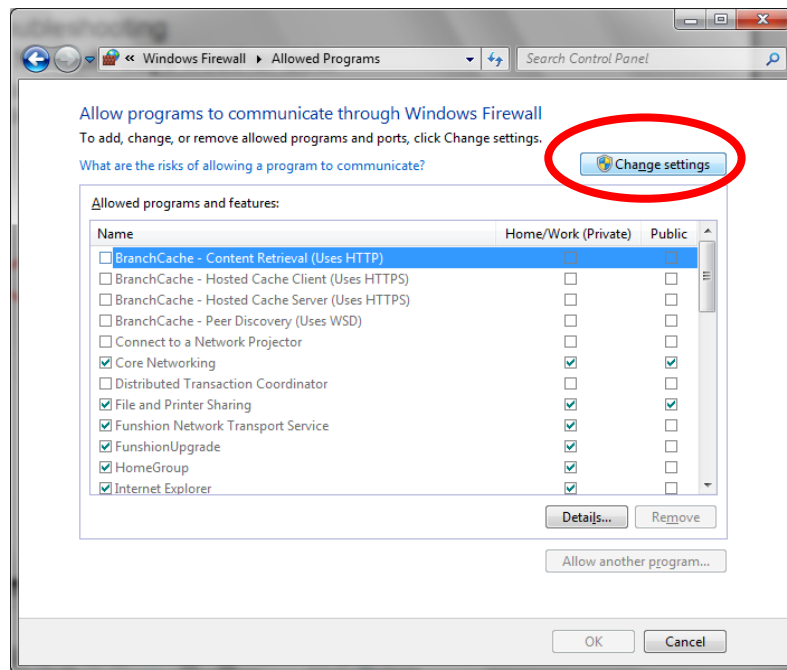 ubleshooting
« Windows Firewall ▸ Allowed Programs
Search Control Panel
Allow programs to communicate through Windows Firewall
To add, change, or remove allowed programs and ports, click Change settings.
What are the risks of allowing a program to communicate?
Change settings
Allowed programs and features:
Name Home/Work (Private) Public
BranchCache - Content Retrieval (Uses HTTP)
BranchCache - Hosted Cache Client (Uses HTTPS)
BranchCache - Hosted Cache Server (Uses HTTPS)
BranchCache - Peer Discovery (Uses WSD)
Connect to a Network Projector
Core Networking
Distributed Transaction Coordinator
File and Printer Sharing
Funshion Network Transport Service
FunshionUpgrade
HomeGroup
Internet Explorer
Details... Remove
Allow another program...
OK Cancel